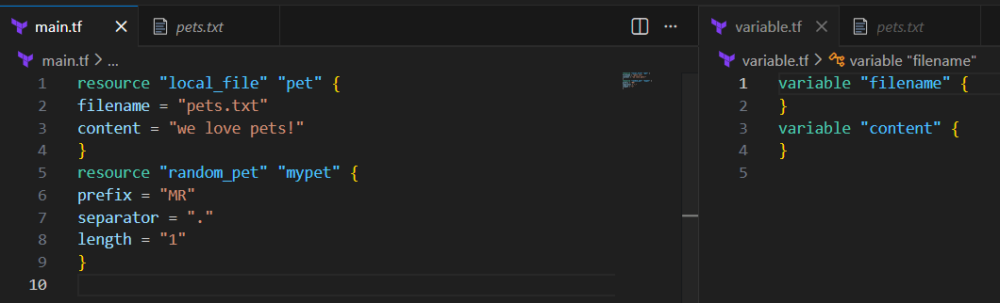 main.tf
pets.txt
main.tf > ...
1 resource "local_file" "pet" {
2 filename = "pets.txt"
3 content = "we love pets!"
4 }
5 resource "random_pet" "mypet" {
6 prefix = "MR"
7 separator = "."
8 length = "1"
9 }
10
variable.tf
pets.txt
variable.tf > variable "filename"
1 variable "filename" {
2 }
3 variable "content" {
4 }
5